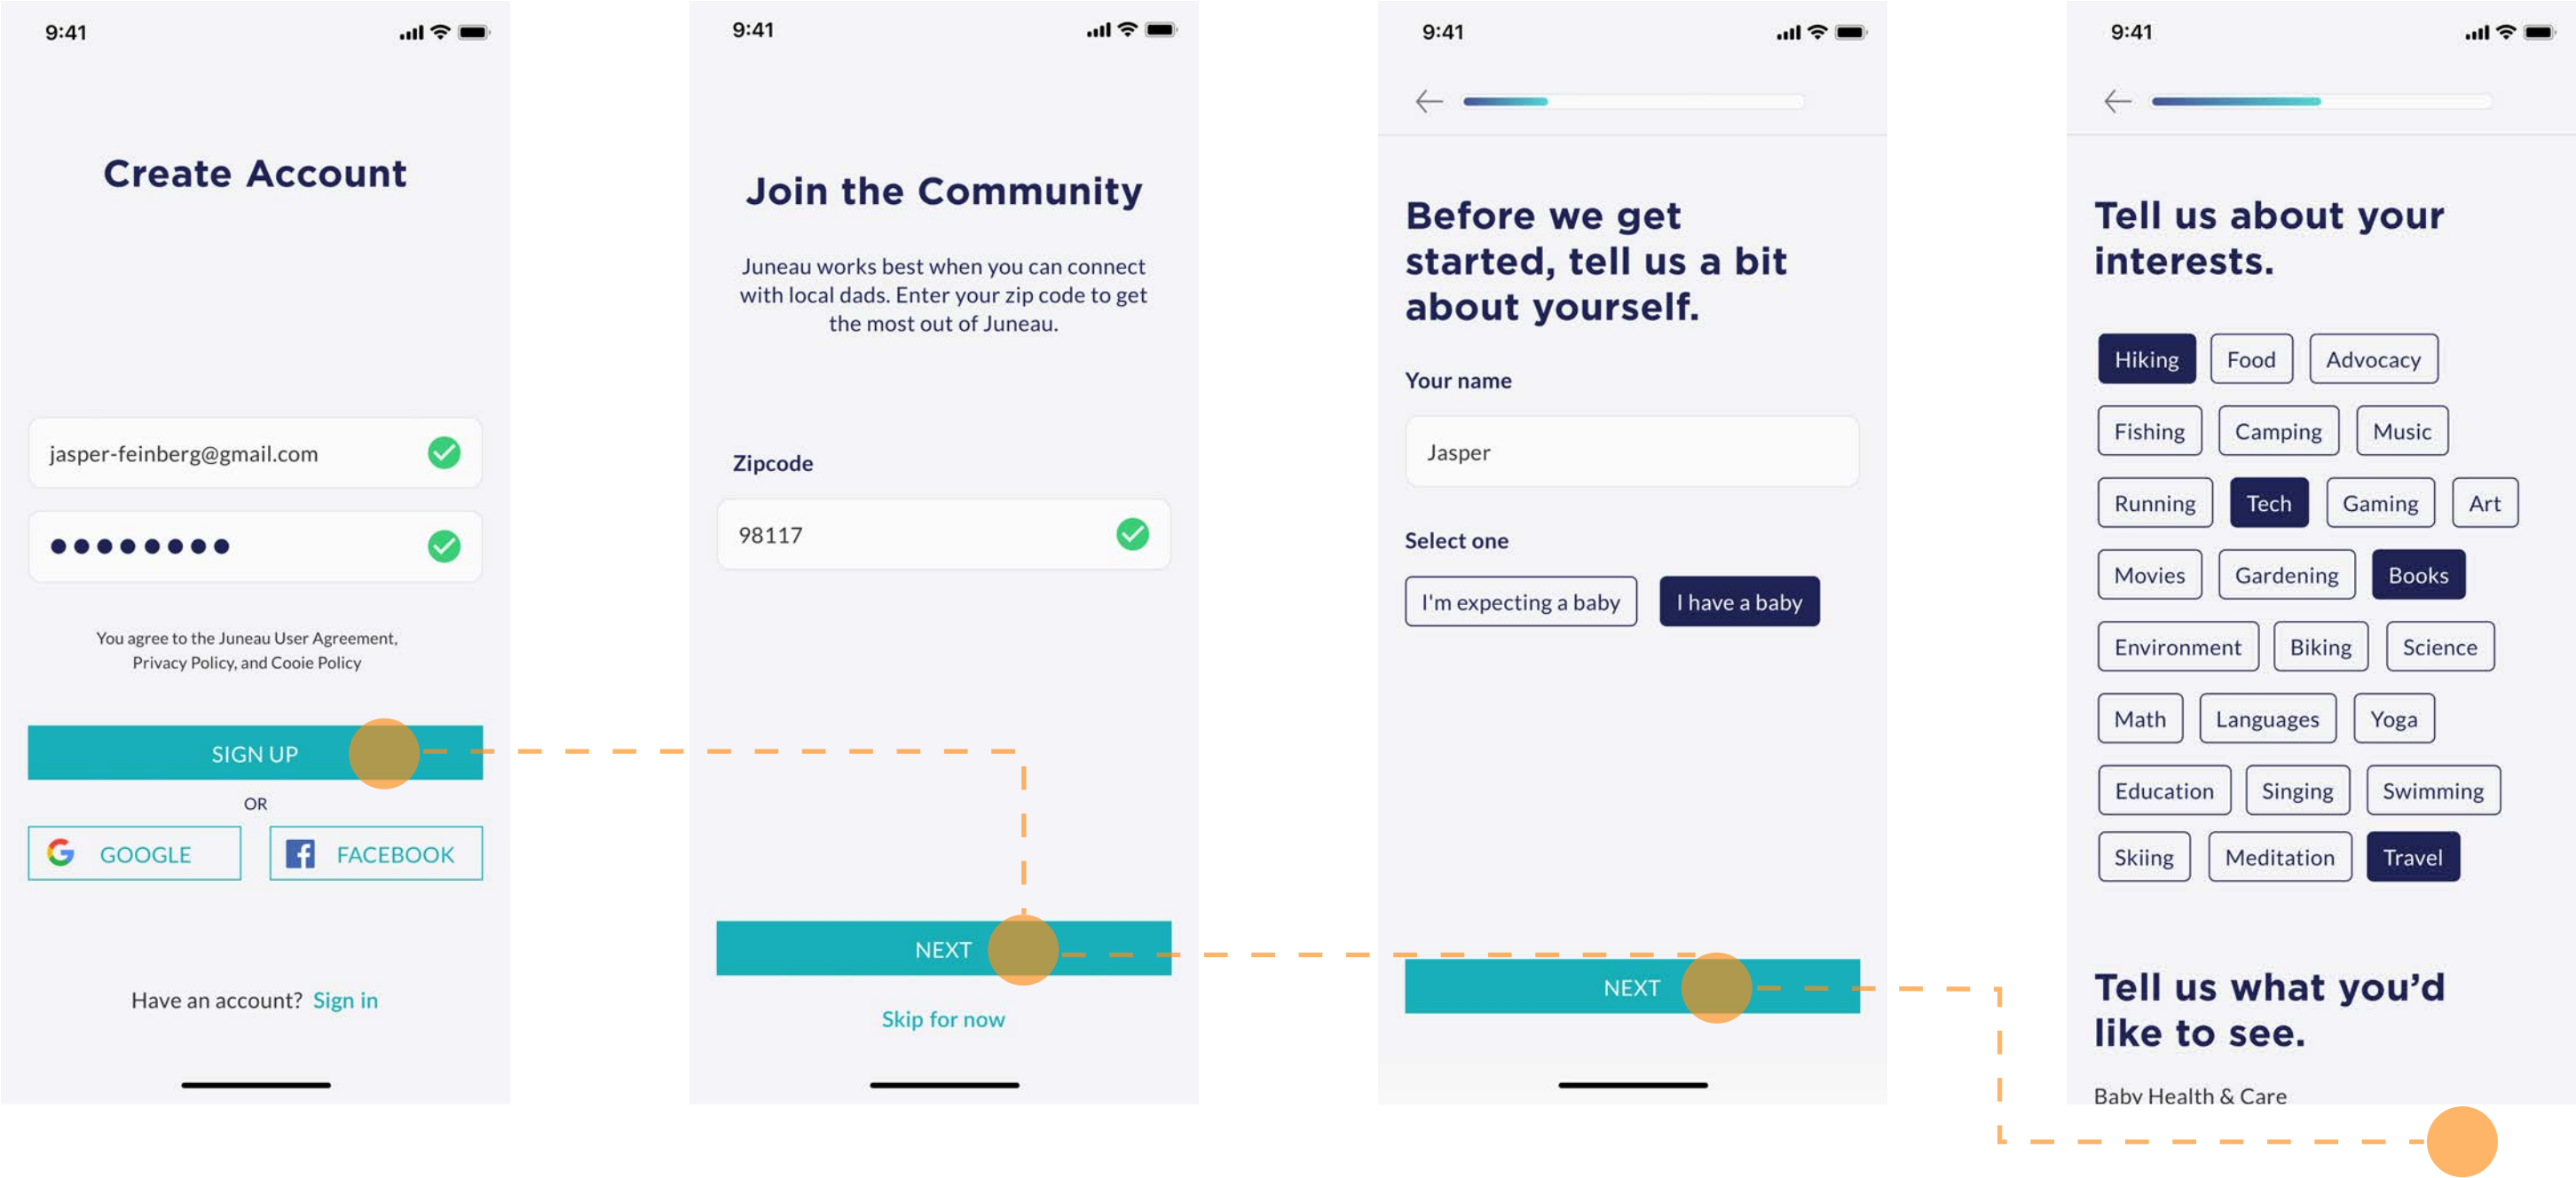 9:41
Create Account
jasper-feinberg@gmail.com
You agree to the Juneau User Agreement,
Privacy Policy, and Cooie Policy
SIGN UP
OR
GOOGLE
FACEBOOK
Have an account? Sign in
9:41
Join the Community
Juneau works best when you can connect
with local dads. Enter your zip code to get
the most out of Juneau.
Zipcode
98117
NEXT
Skip for now
9:41
Before we get
started, tell us a bit
about yourself.
Your name
Jasper
Select one
I'm expecting a baby
I have a baby
NEXT
9:41
Tell us about your
interests.
Hiking Food Advocacy
Fishing Camping Music
Running Tech Gaming Art
Movies Gardening Books
Environment Biking Science
Math Languages Yoga
Education Singing Swimming
Skiing Meditation Travel
Tell us what you’d
like to see.
Baby Health & Care